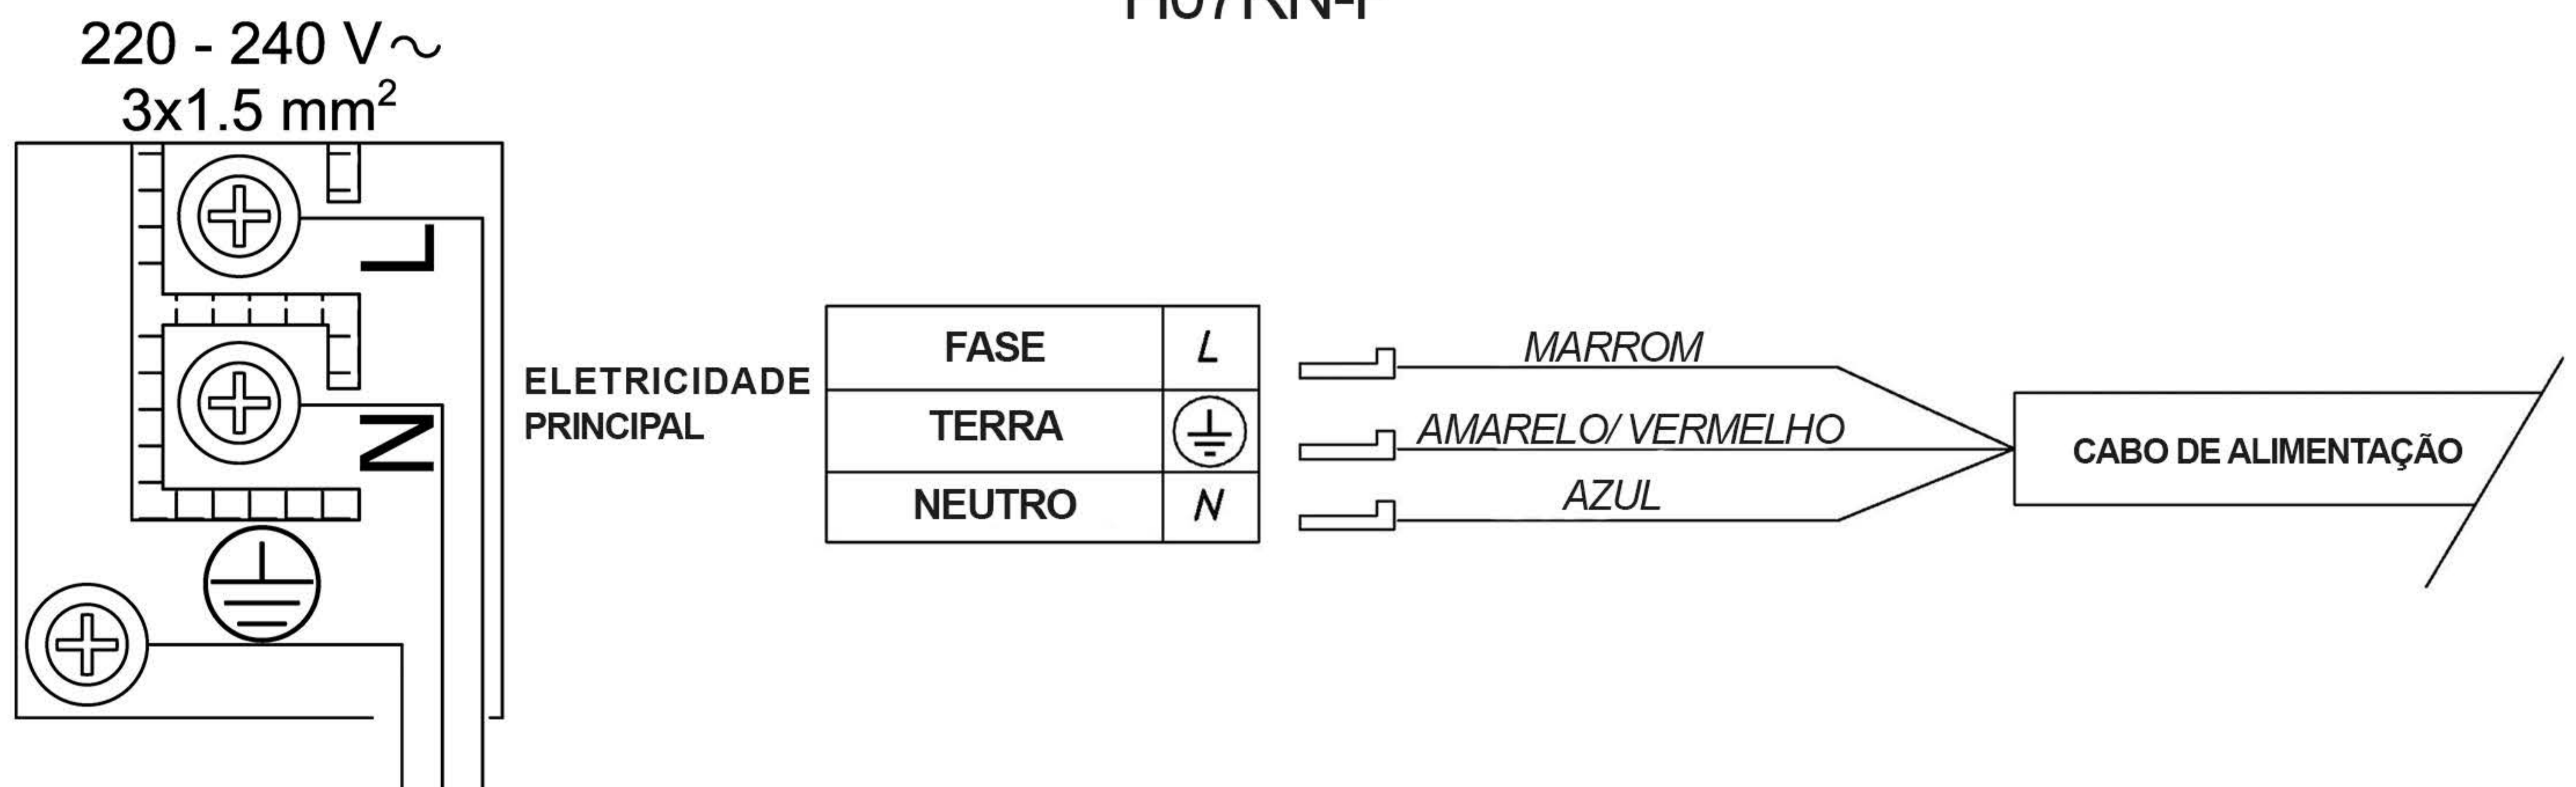 220 - 240 V~
3x1.5 mm²
L
N
ELETRICIDADE
PRINCIPAL
FASE L
TERRA
NEUTRO N
MARROM
AMARELO/ VERMELHO
AZUL
CABO DE ALIMENTAÇÃO